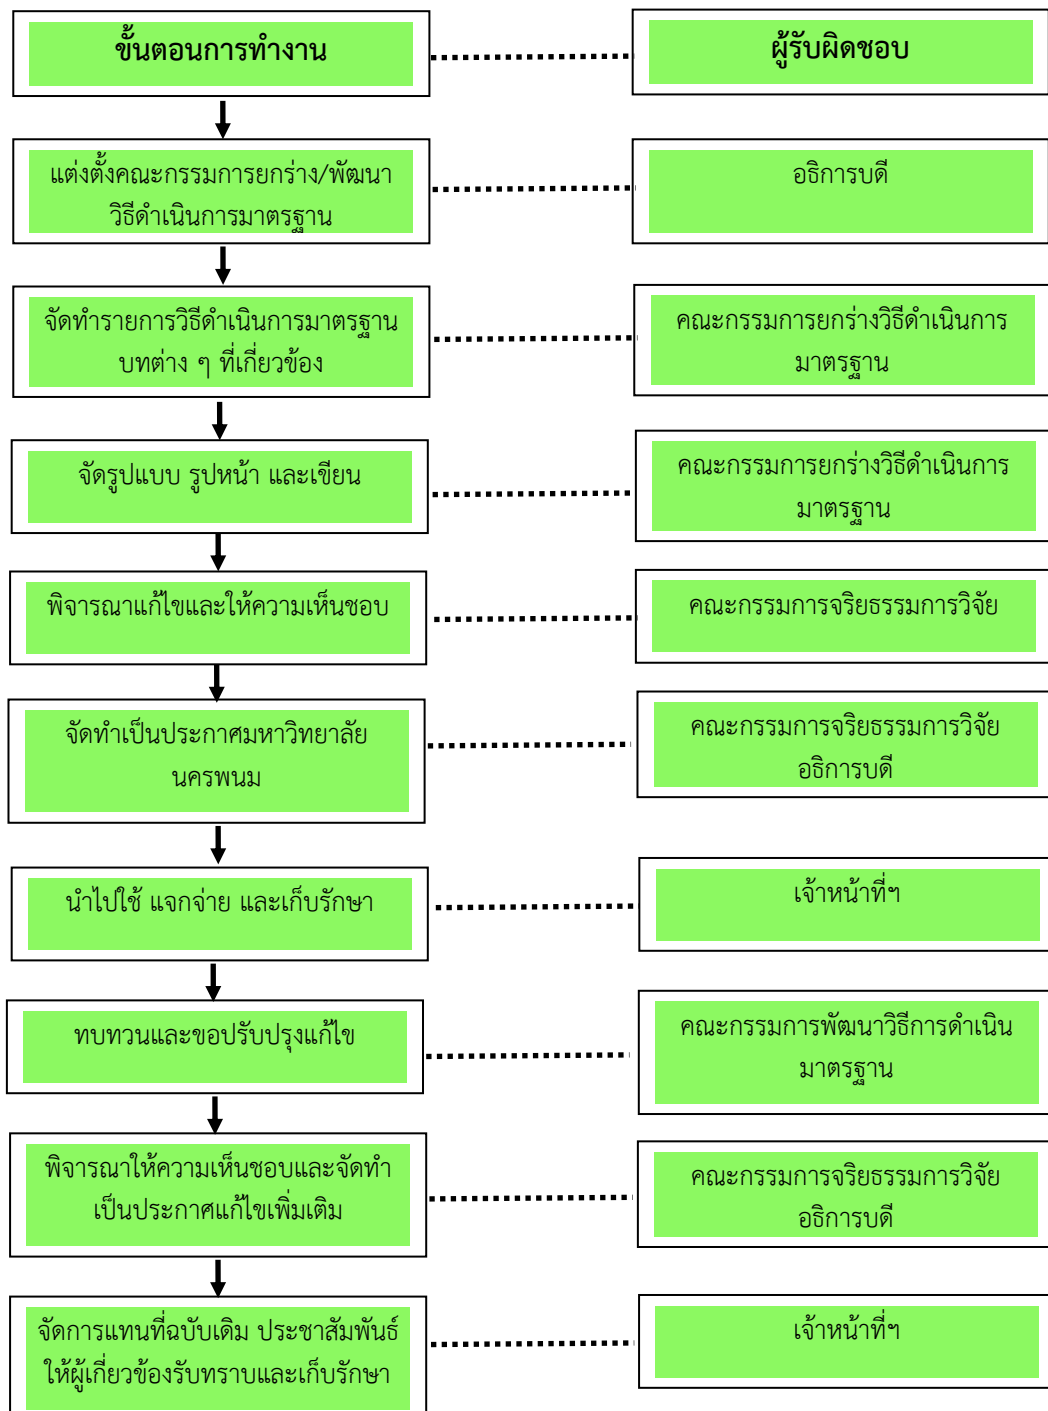 ขั้นตอนการทำงาน
ผู้รับผิดชอบ
แต่งตั้งคณะกรรมการยกร่าง/พัฒนา
วิธีดำเนินการมาตรฐาน
อธิการบดี
จัดทำรายการวิธีดำเนินการมาตรฐาน
บทต่าง ๆ ที่เกี่ยวข้อง
คณะกรรมการยกร่างวิธีดำเนินการ
มาตรฐาน
จัดรูปแบบ รูปหน้า และเขียน
คณะกรรมการยกร่างวิธีดำเนินการ
มาตรฐาน
พิจารณาแก้ไขและให้ความเห็นชอบ
คณะกรรมการจริยธรรมการวิจัย
จัดทำเป็นประกาศมหาวิทยาลัย
นครพนม
คณะกรรมการจริยธรรมการวิจัย
อธิการบดี
นำไปใช้ แจกจ่าย และเก็บรักษา
เจ้าหน้าที่ฯ
ทบทวนและขอปรับปรุงแก้ไข
คณะกรรมการพัฒนาวิธีการดำเนิน
มาตรฐาน
พิจารณาให้ความเห็นชอบและจัดทำ
เป็นประกาศแก้ไขเพิ่มเติม
คณะกรรมการจริยธรรมการวิจัย
อธิการบดี
จัดการแทนที่ฉบับเดิม ประชาสัมพันธ์
ให้ผู้เกี่ยวข้องรับทราบและเก็บรักษา
เจ้าหน้าที่ฯ